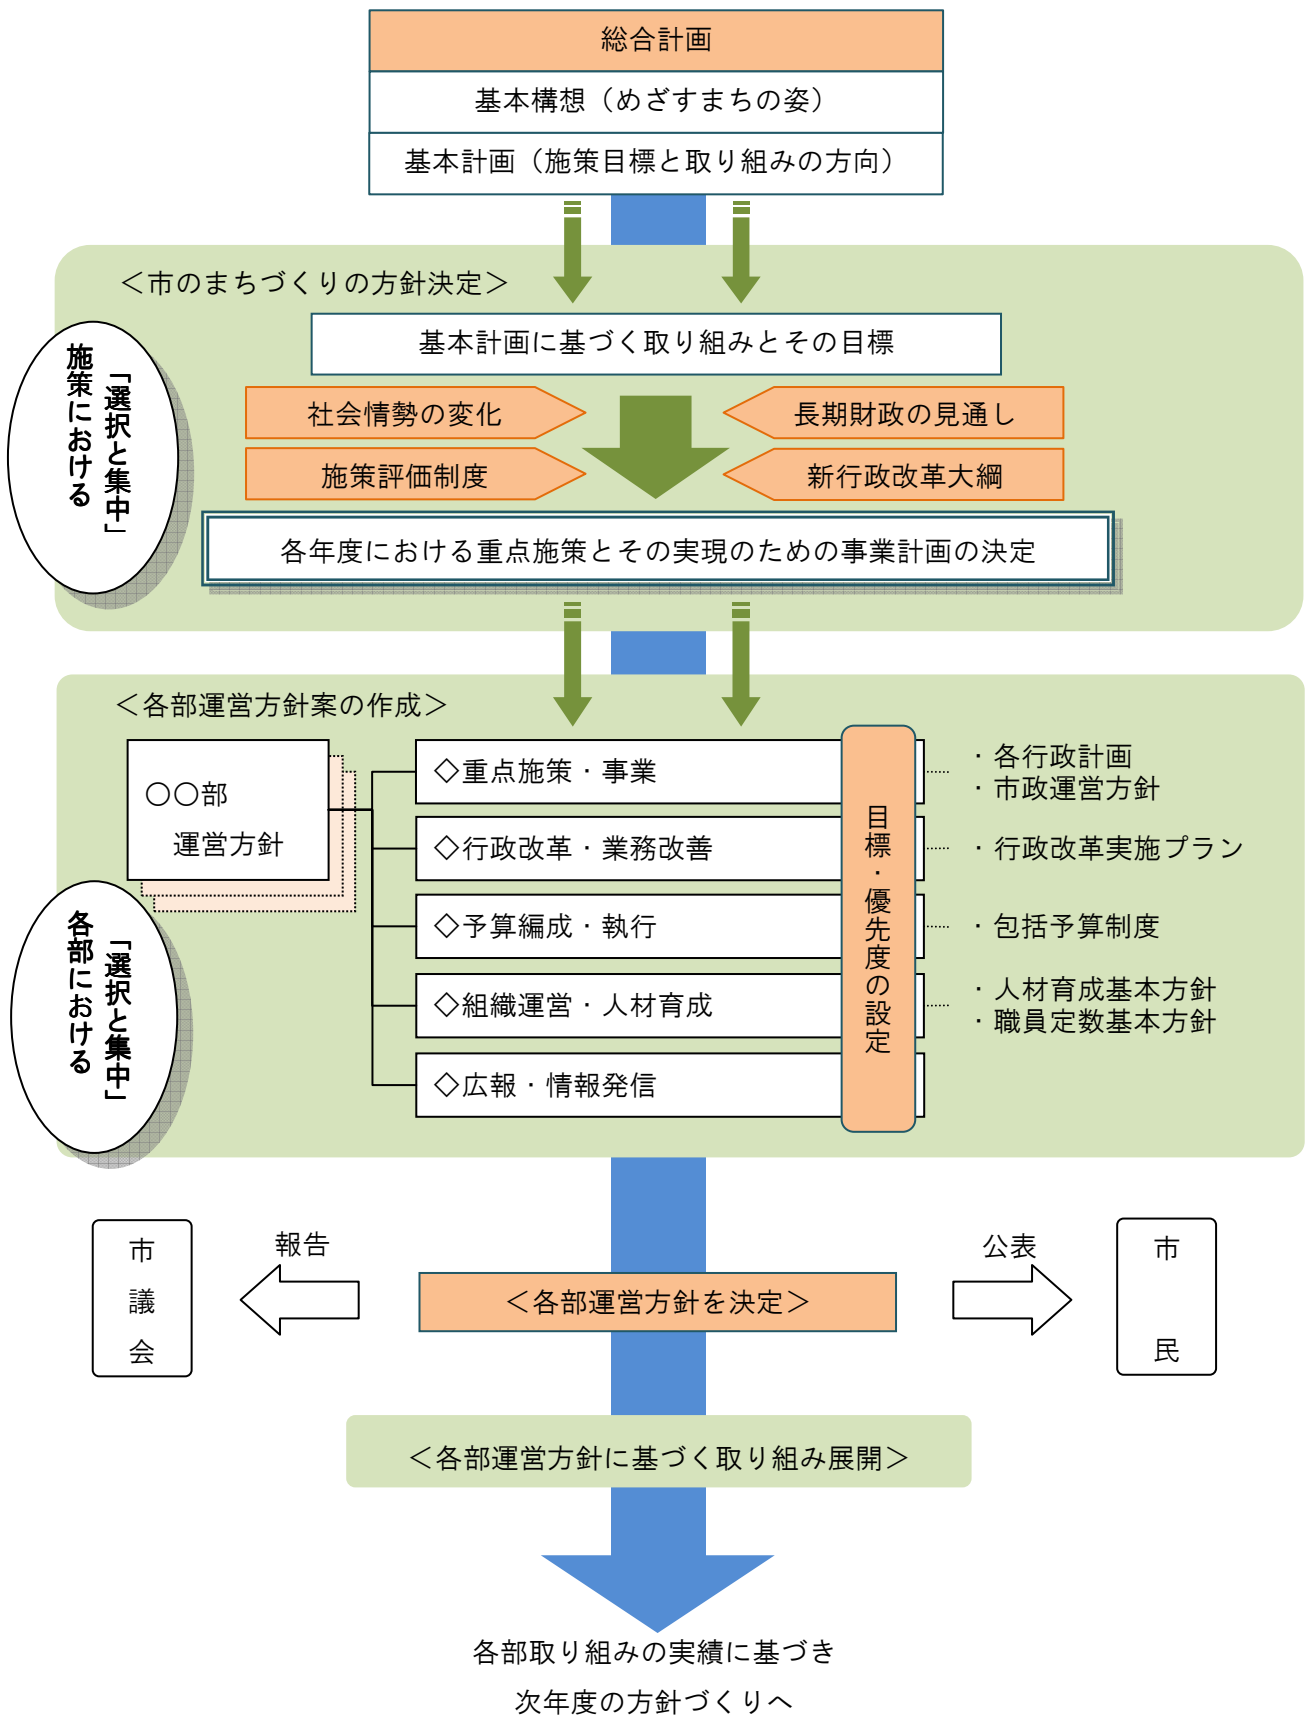 総合計画
基本構想（めざすまちの姿）
基本計画（施策目標と取り組みの方向）
＜市のまちづくりの方針決定＞
基本計画に基づく取り組みとその目標
施策における
「選択と集中」
社会情勢の変化
長期財政の見通し
施策評価制度
新行政改革大綱
各年度における重点施策とその実現のための事業計画の決定
＜各部運営方針案の作成＞
〇〇部
運営方針
◇重点施策・事業
◇行政改革・業務改善
◇予算編成・執行
◇組織運営・人材育成
◇広報・情報発信
目標・優先度の設定
・各行政計画
・市政運営方針
・行政改革実施プラン
・包括予算制度
・人材育成基本方針
・職員定数基本方針
各部における
「選択と集中」
市議会
報告
＜各部運営方針を決定＞
公表
市民
＜各部運営方針に基づく取り組み展開＞
各部取り組みの実績に基づき
次年度の方針づくりへ